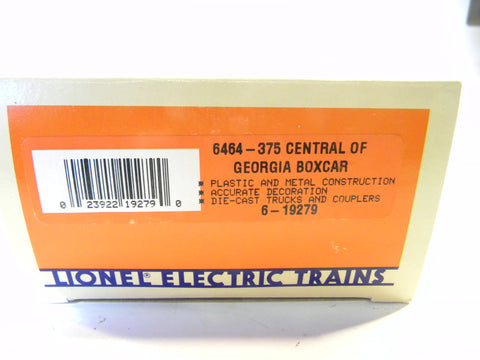 6464-375 CENTRAL OF
GEORGIA BOXCAR
* PLASTIC AND METAL CONSTRUCTION
* ACCURATE DECORATION
* DIE-CAST TRUCKS AND COUPLERS
6-19279
0 23922 19279 0
LIONEL® ELECTRIC TRAINS